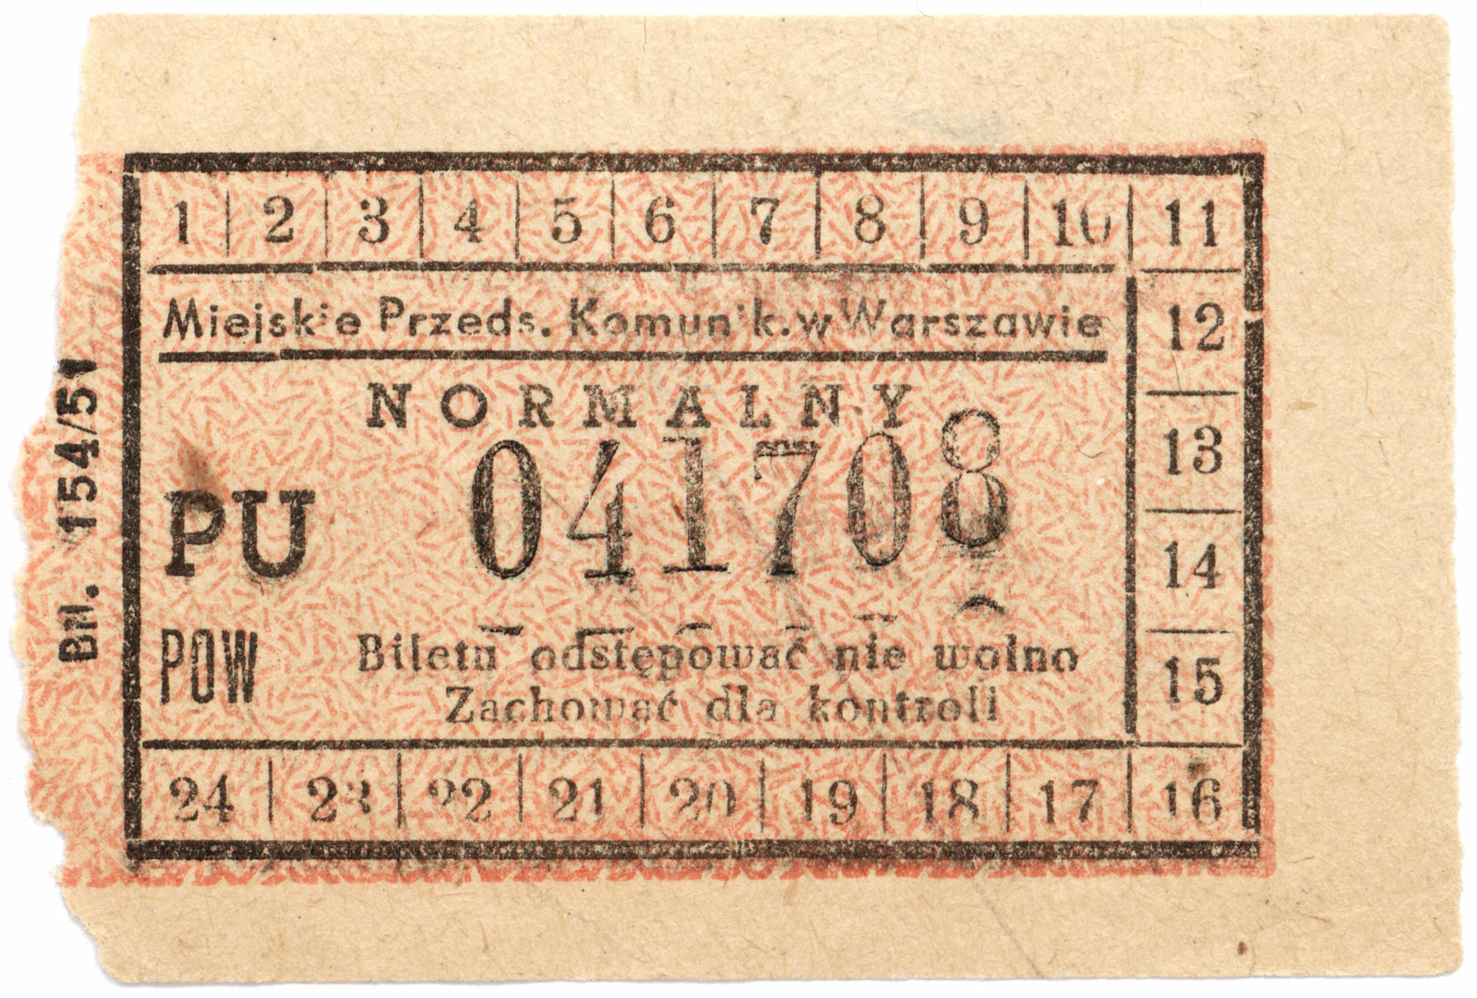 1 2 3 4 5 6 7 8 9 10 11
Miejskie Przeds. Komunik. w Warszawie
12
NORMALNY
13
PU 041708
14
POW
Biletu odstępować nie wolno
15
Zachować dla kontroli
24 23 22 21 20 19 18 17 16
BM. 154/51